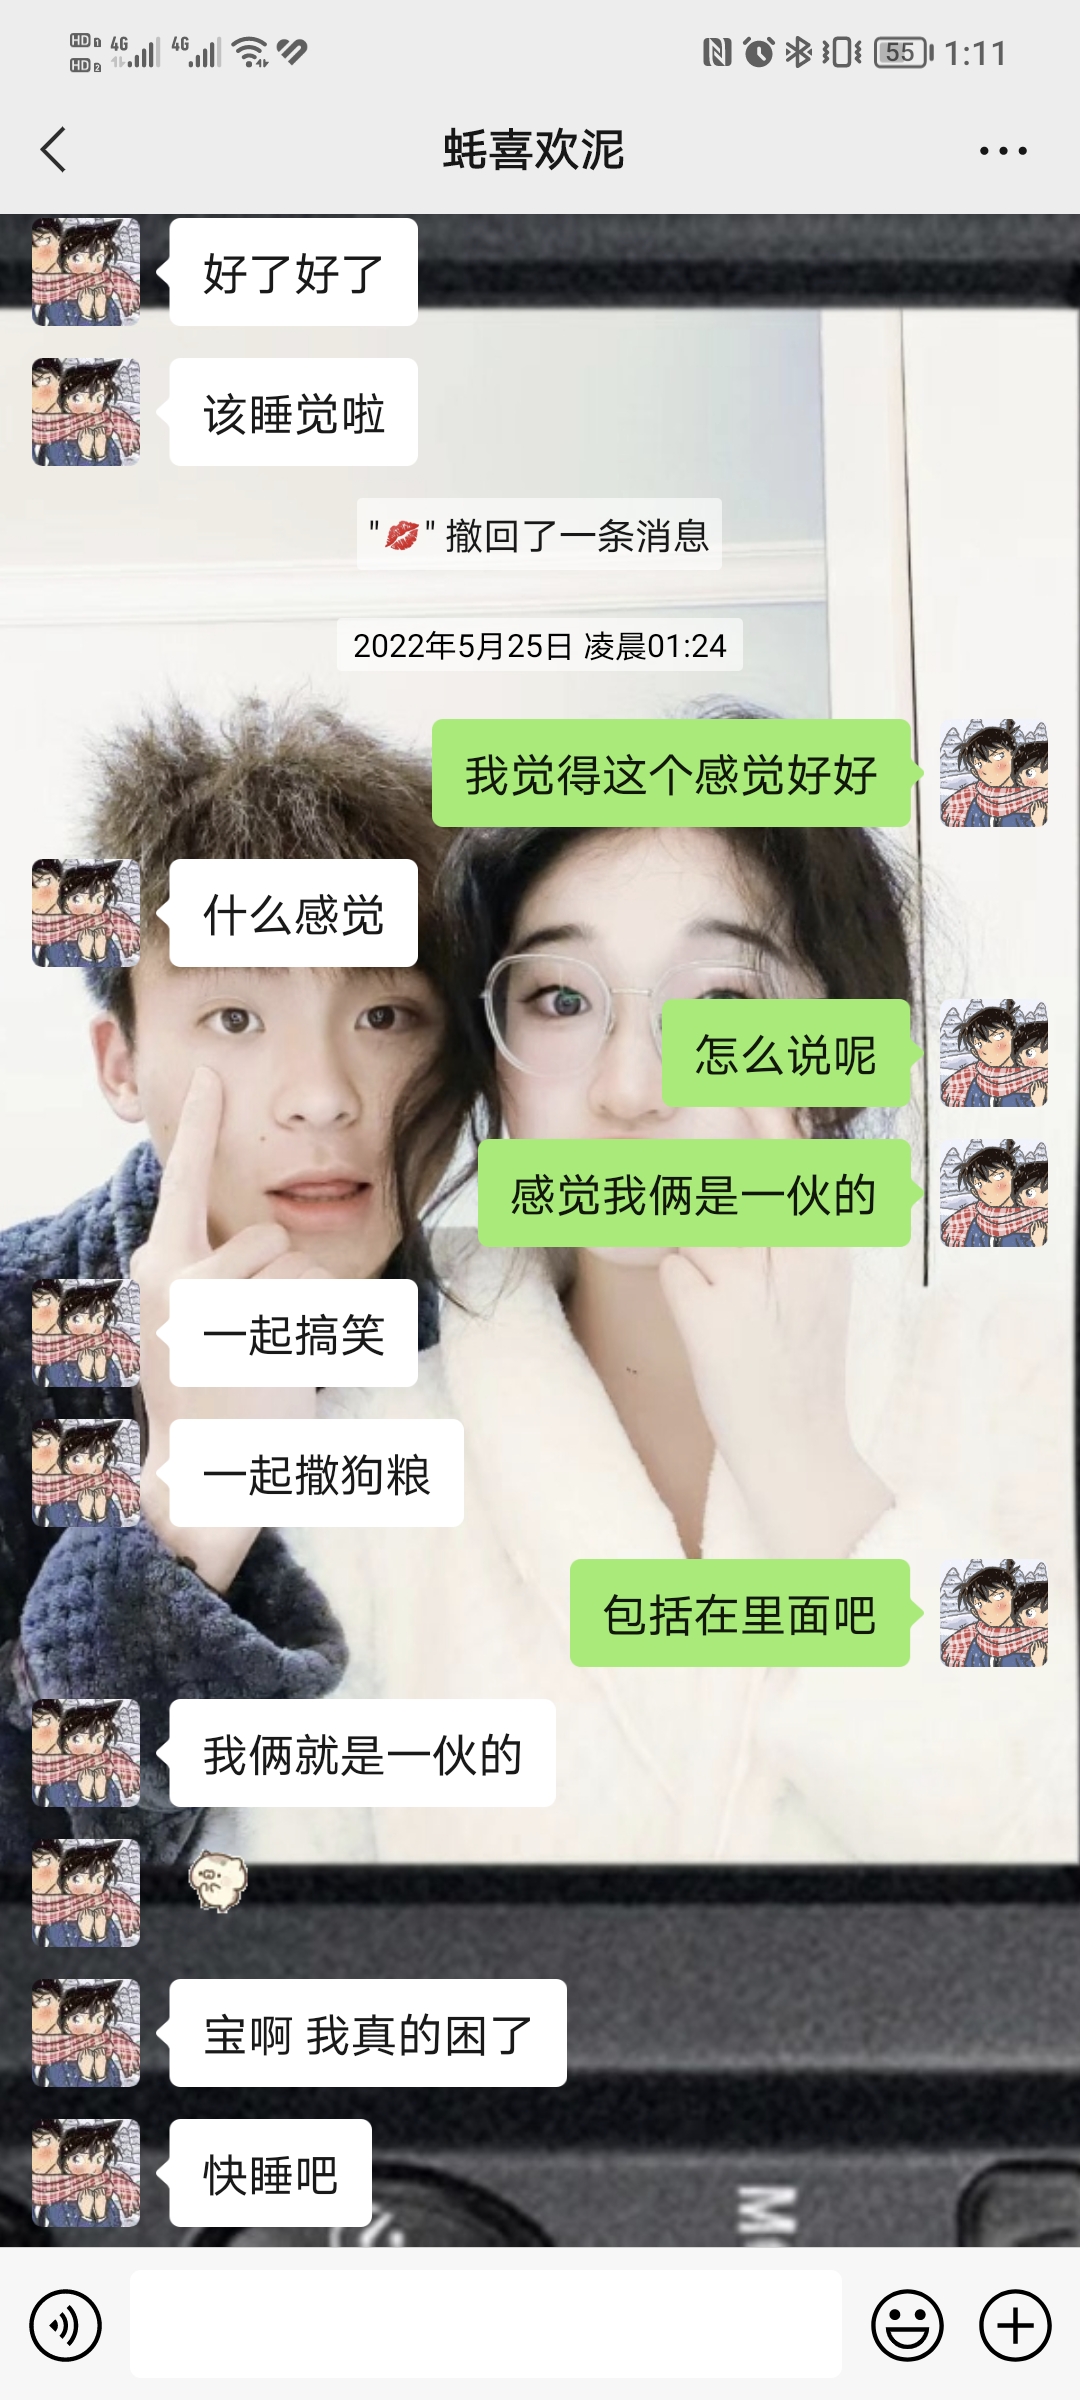 HD 1 4G 4G 55 1:11
HD 2
蚝喜欢泥
好了好了
该睡觉啦
"💋" 撤回了一条消息
2022年5月25日 凌晨01:24
我觉得这个感觉好好
什么感觉
怎么说呢
感觉我俩是一伙的
一起搞笑
一起撒狗粮
包括在里面吧
我俩就是一伙的
宝啊 我真的困了
快睡吧